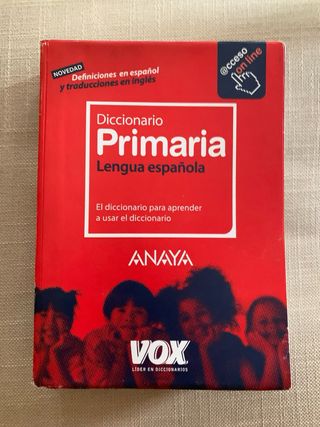 NOVEDAD
Definiciones en español
y traducciones en inglés
@cceso
on line
Diccionario
Primaria
Lengua española
El diccionario para aprender
a usar el diccionario
ANAYA
VOX
LÍDER EN DICCIONARIOS